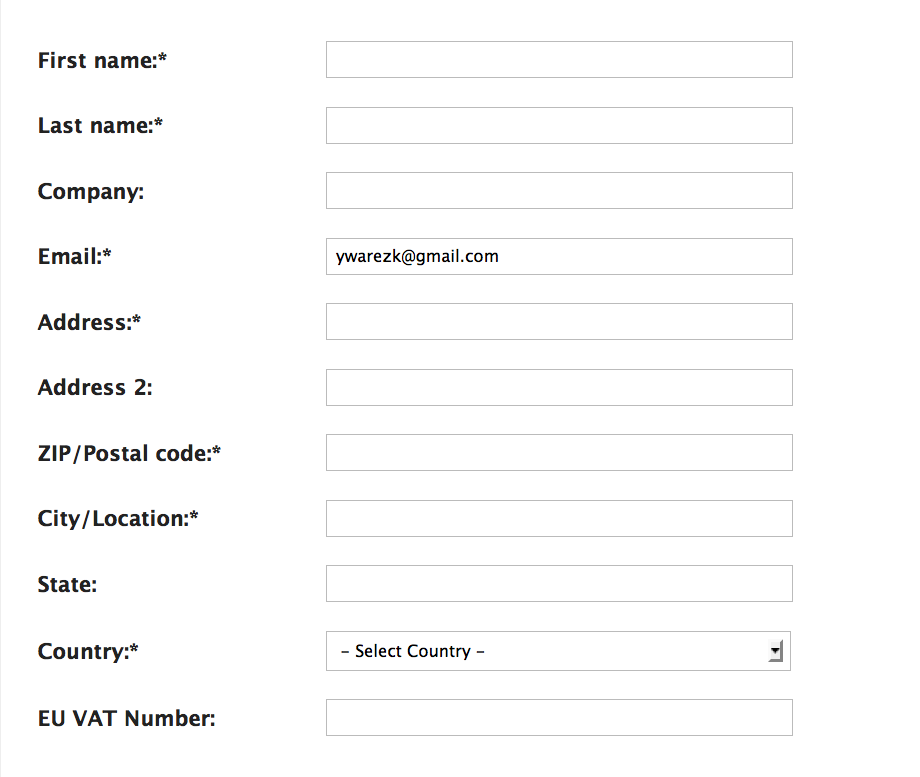 First name:*
Last name:*
Company:
Email:* ywarezk@gmail.com
Address:*
Address 2:
ZIP/Postal code:*
City/Location:*
State:
Country:* – Select Country –
EU VAT Number: